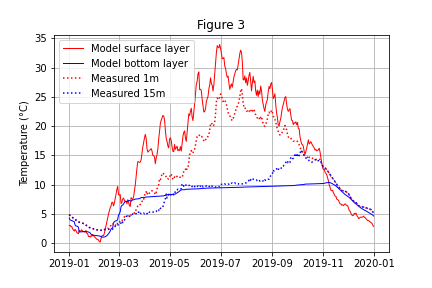 Figure 3
Model surface layer
Model bottom layer
Measured 1m
Measured 15m
Temperature (°C)
35
30
25
20
15
10
5
0
2019-01
2019-03
2019-05
2019-07
2019-09
2019-11
2020-01